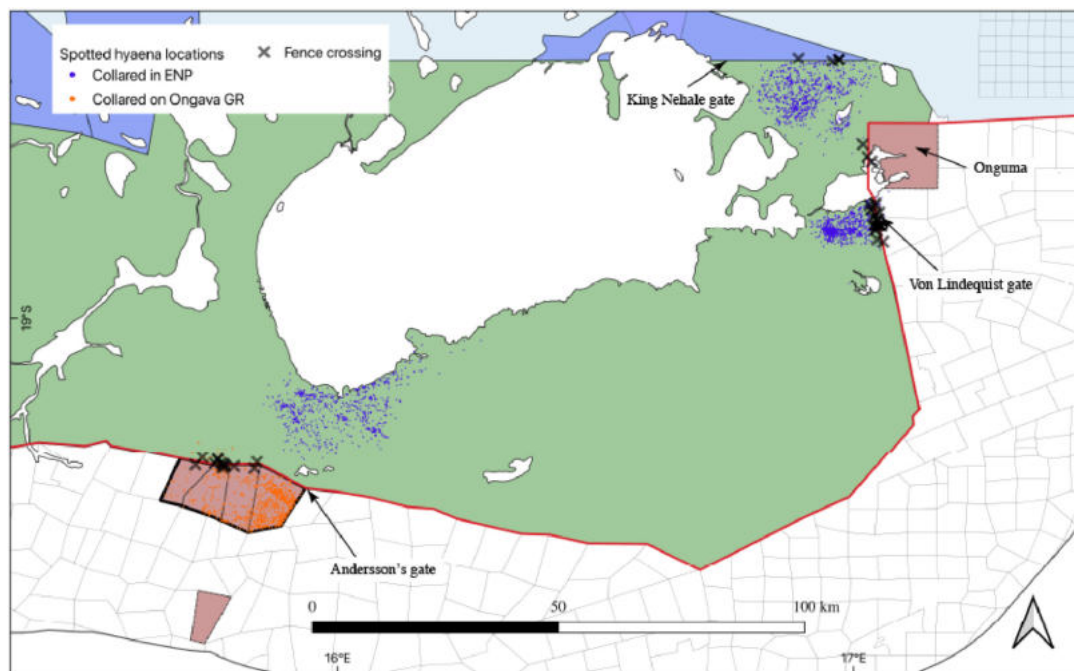 Spotted hyaena locations
× Fence crossing
Collared in ENP
Collared on Ongava GR
King Nehale gate
Onguma
Von Lindequist gate
19°S
Andersson's gate
0 50 100 km
16°E 17°E